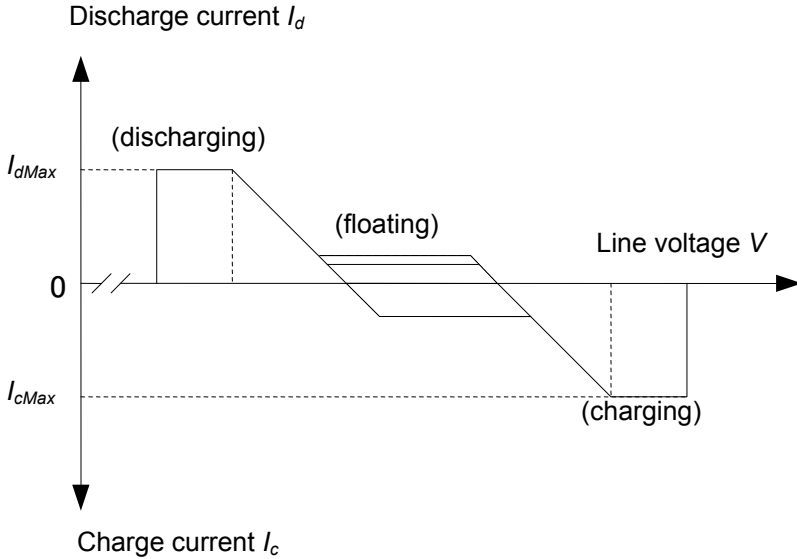 Discharge current I_d
(discharging)
I_dMax
(floating)
Line voltage V
0
I_cMax
(charging)
Charge current I_c